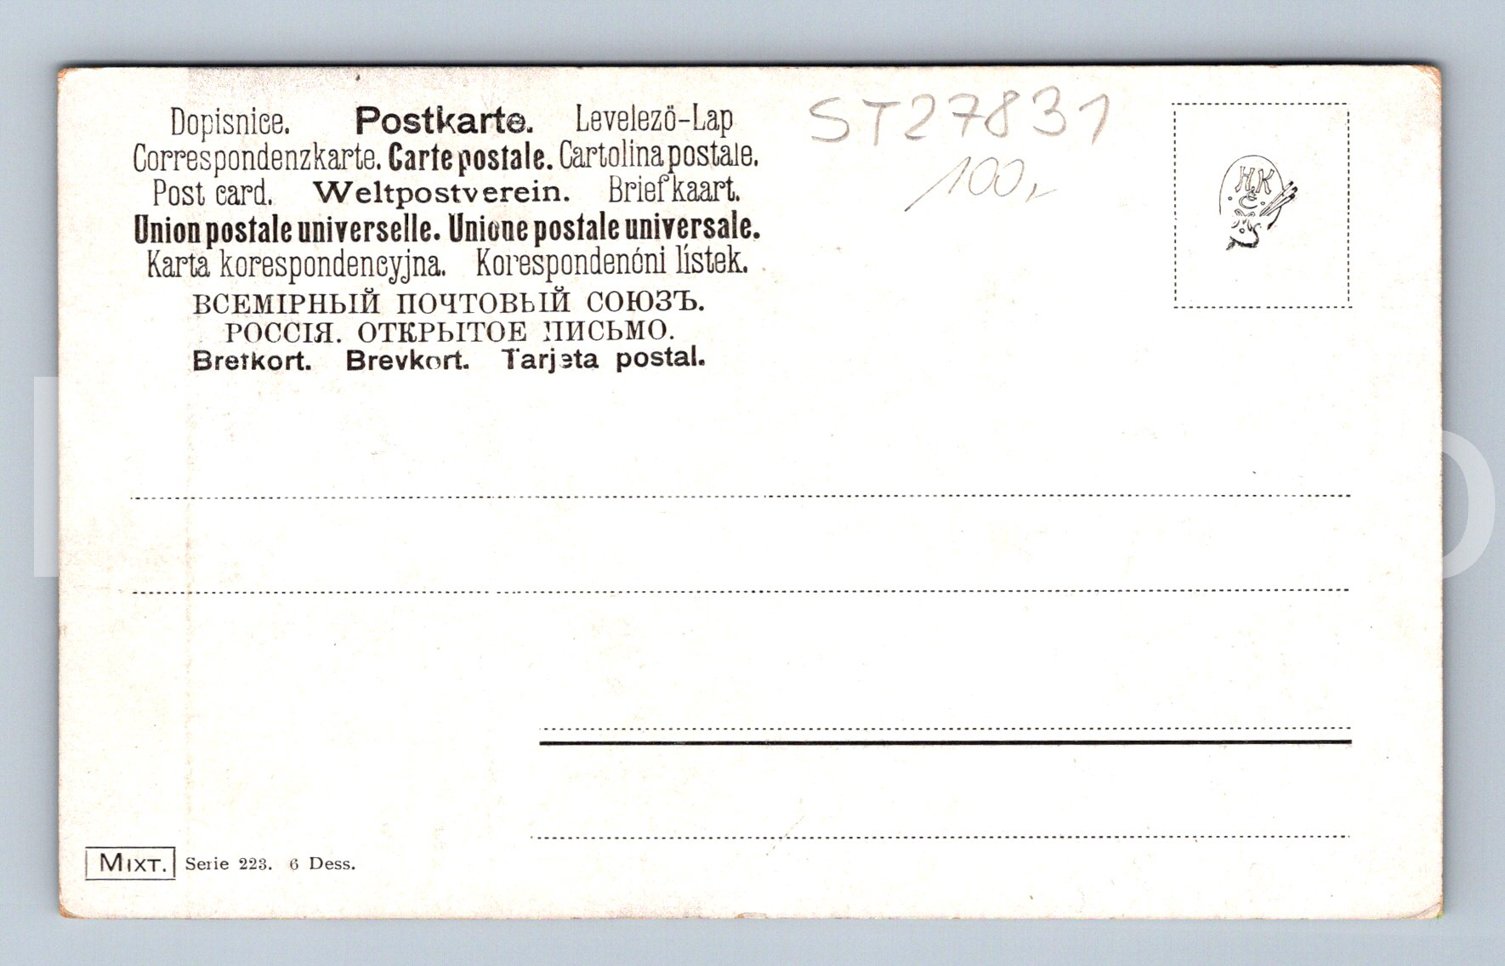 Dopisnice. Postkarte. Levelező-Lap
Correspondenzkarte. Carte postale. Cartolina postale.
Post card. Weltpostverein. Briefkaart.
Union postale universelle. Unione postale universale.
Karta korespondencyjna. Korespondenóni lístek.
ВСЕМІРНЫЙ ПОЧТОВЫЙ СОЮЗЪ.
РОССІЯ. ОТКРЫТОЕ ПИСЬМО.
Brefkort. Brevkort. Tarjeta postal.
ST27831
100,-
HK
MIXT. Serie 223. 6 Dess.